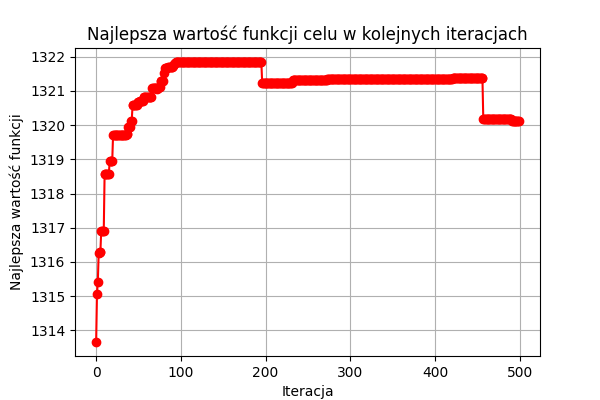 Najlepsza wartość funkcji celu w kolejnych iteracjach
Najlepsza wartość funkcji
1322
1321
1320
1319
1318
1317
1316
1315
1314
0 100 200 300 400 500
Iteracja